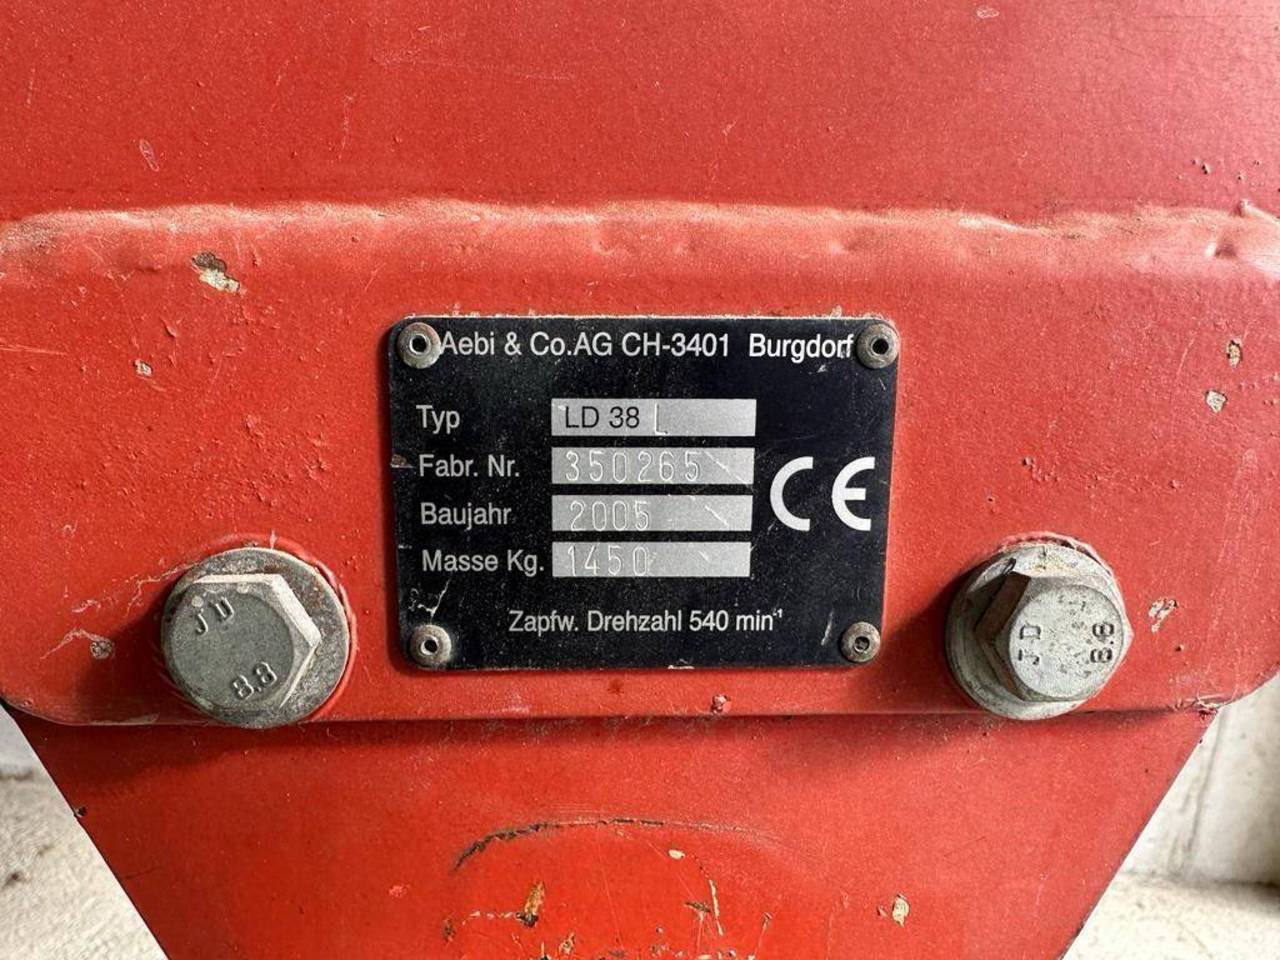 Aebi & Co.AG CH-3401 Burgdorf
Typ LD 38 L
Fabr. Nr. 350265
Baujahr 2005
Masse Kg. 1450
CE
Zapfw. Drehzahl 540 min⁻¹
JD
8.8
JD
8.8